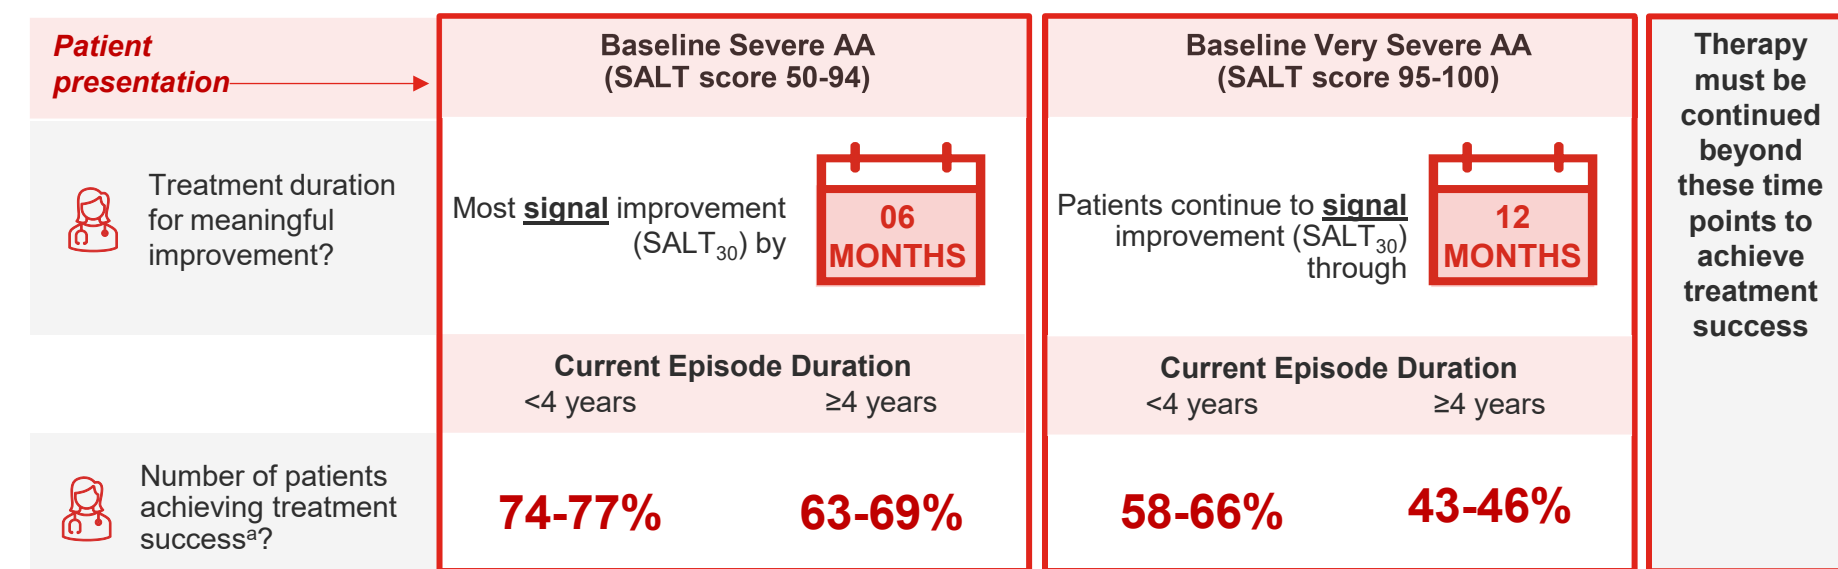 Patient
presentation
Baseline Severe AA
(SALT score 50-94)
Baseline Very Severe AA
(SALT score 95-100)
Therapy
must be
continued
beyond
these time
points to
achieve
treatment
success
Treatment duration
for meaningful
improvement?
Most signal improvement
(SALT30) by
06
MONTHS
Patients continue to signal
improvement (SALT30)
through
12
MONTHS
Current Episode Duration
<4 years ≥4 years
Current Episode Duration
<4 years ≥4 years
Number of patients
achieving treatment
successᵃ?
74-77% 63-69%
58-66% 43-46%